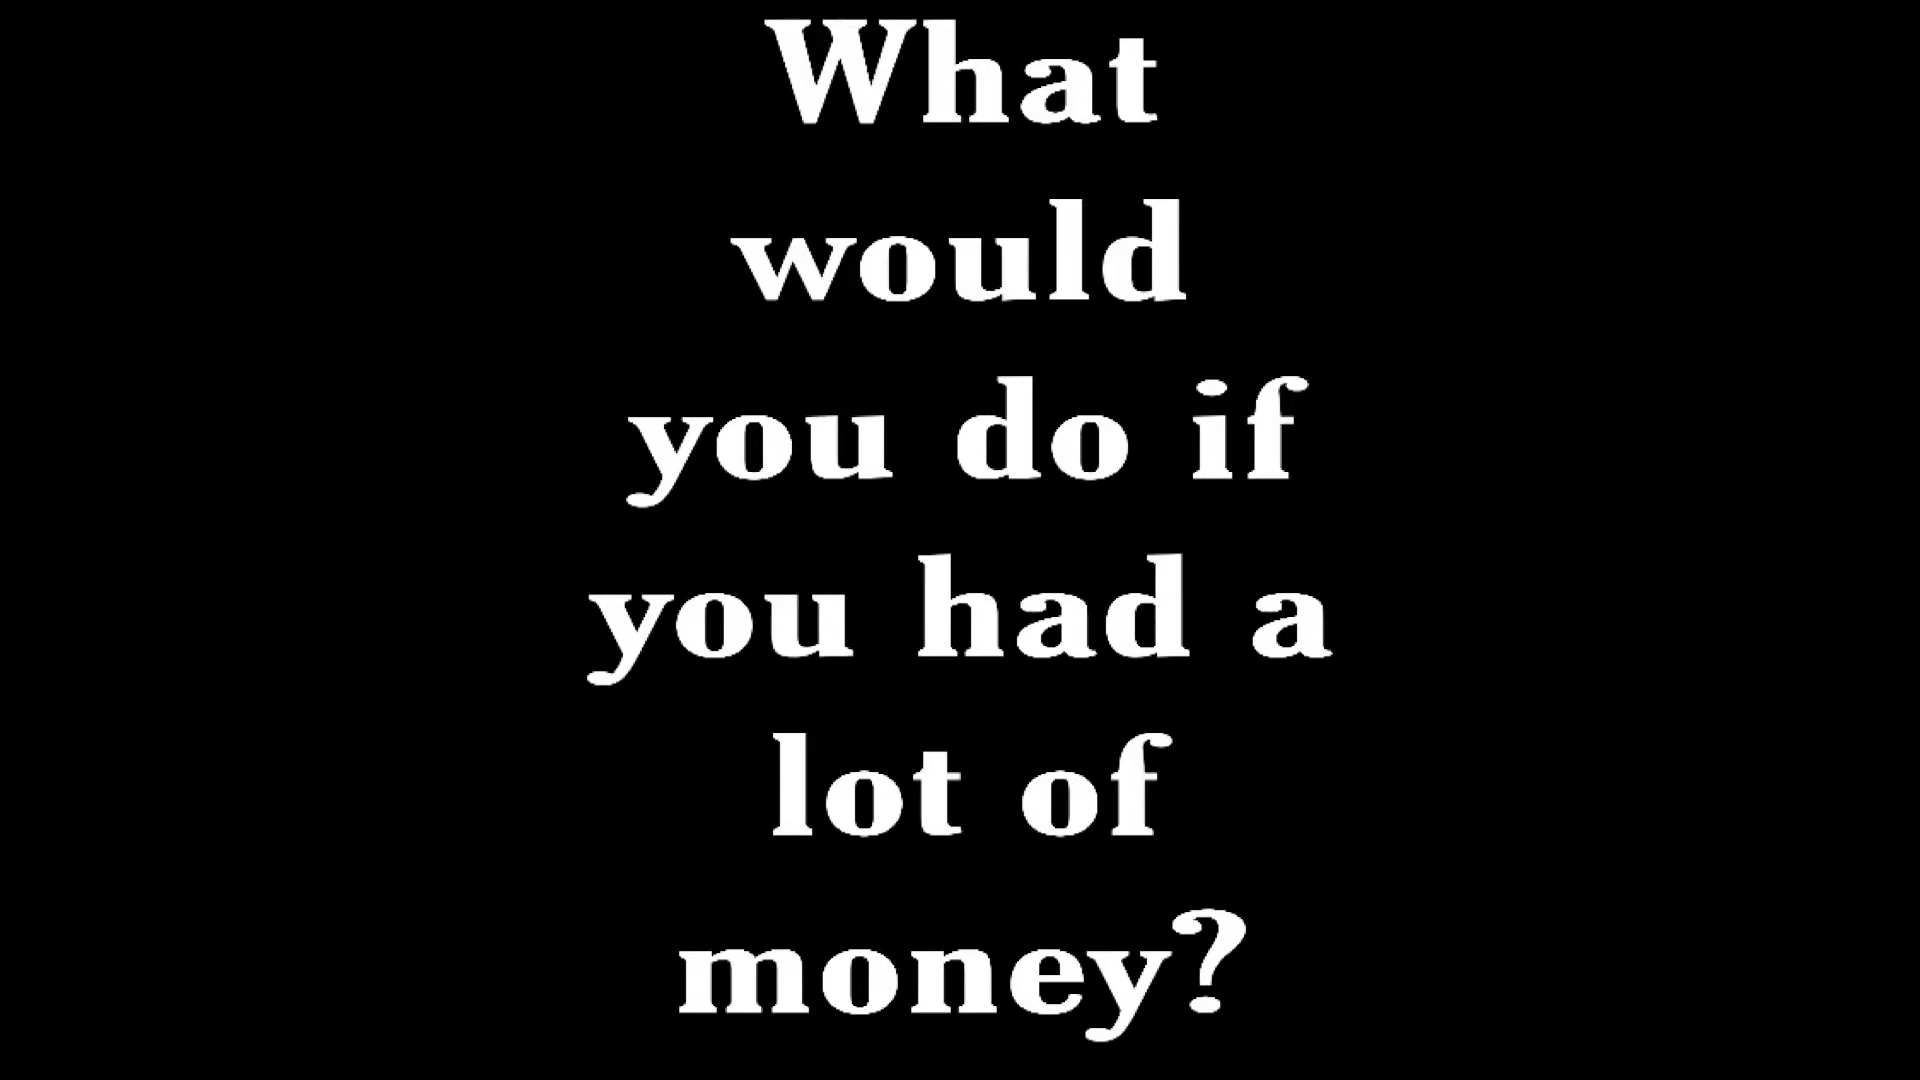 What
would
you do if
you had a
lot of
money?